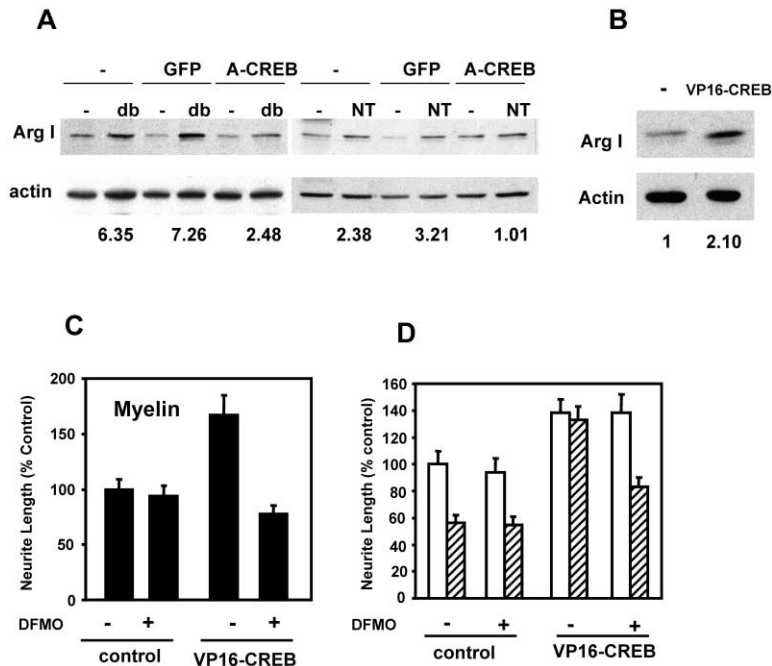 A
- GFP A-CREB - GFP A-CREB
- db - db - db - NT - NT - NT
Arg I
actin
6.35 7.26 2.48 2.38 3.21 1.01
B
- VP16-CREB
Arg I
Actin
1 2.10
C
200
150
100
50
0
Neurite Length (% Control)
Myelin
DFMO - + - +
control VP16-CREB
D
160
140
120
100
80
60
40
20
0
Neurite Length (% control)
DFMO - + - +
control VP16-CREB